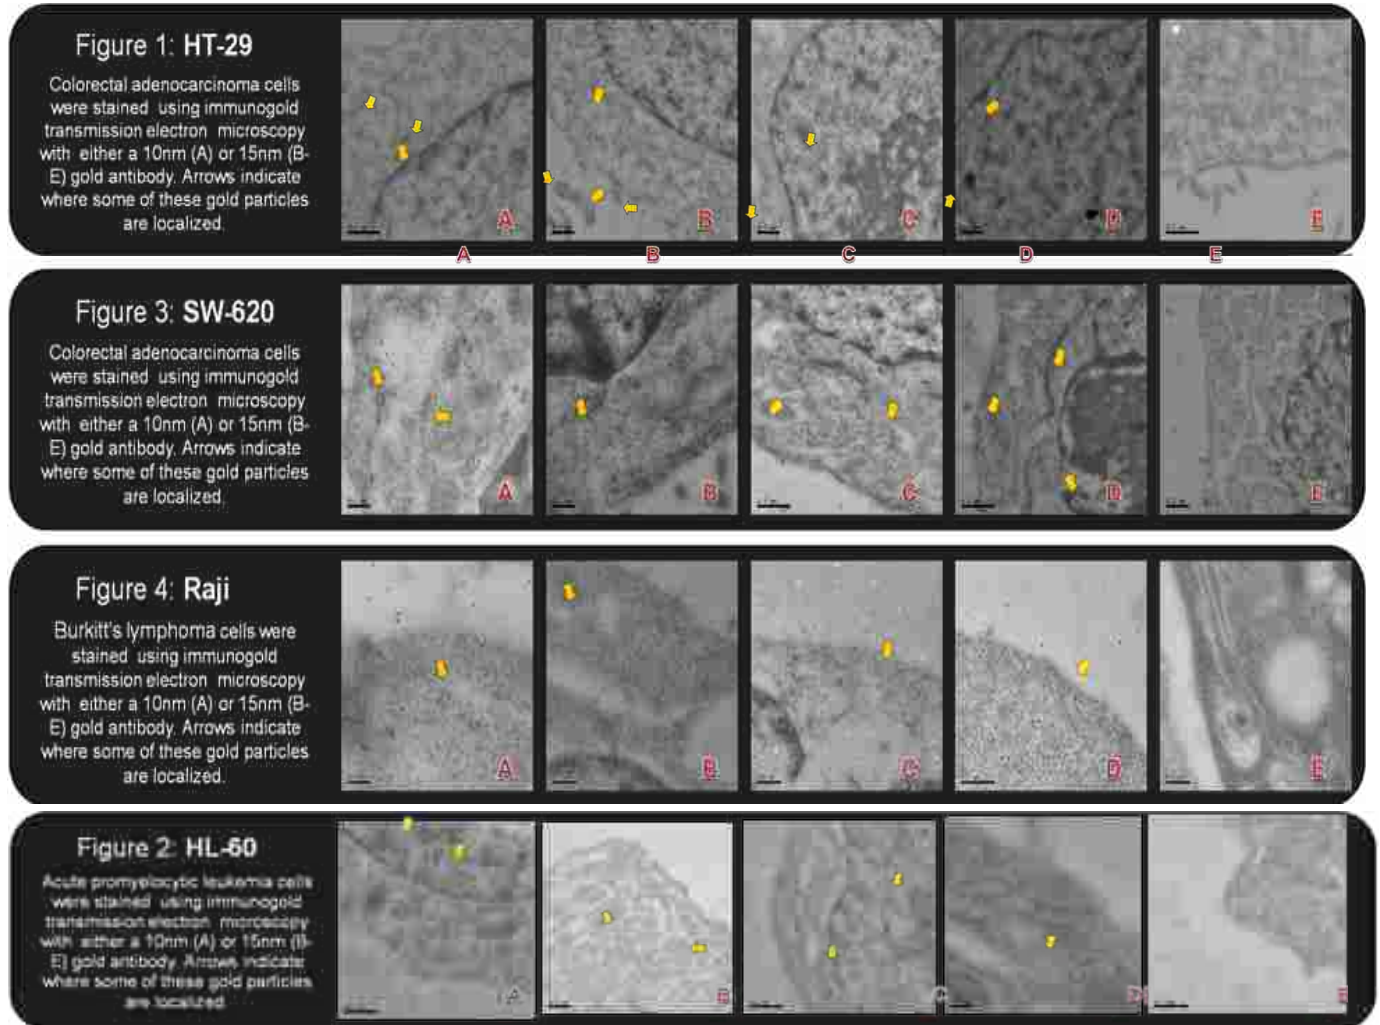 Figure 1: HT-29
Colorectal adenocarcinoma cells
were stained using immunogold
transmission electron microscopy
with either a 10nm (A) or 15nm (B-
E) gold antibody. Arrows indicate
where some of these gold particles
are localized.
A
B
C
D
E
A
B
C
D
E
Figure 3: SW-620
Colorectal adenocarcinoma cells
were stained using immunogold
transmission electron microscopy
with either a 10nm (A) or 15nm (B-
E) gold antibody. Arrows indicate
where some of these gold particles
are localized.
A
B
C
D
E
Figure 4: Raji
Burkitt's lymphoma cells were
stained using immunogold
transmission electron microscopy
with either a 10nm (A) or 15nm (B-
E) gold antibody. Arrows indicate
where some of these gold particles
are localized.
A
B
C
D
E
Figure 2: HL-60
Acute promyelocytic leukemia cells
were stained using immunogold
transmission electron microscopy
with either a 10nm (A) or 15nm (B-
E) gold antibody. Arrows indicate
where some of these gold particles
are localized.
A
B
C
D
E